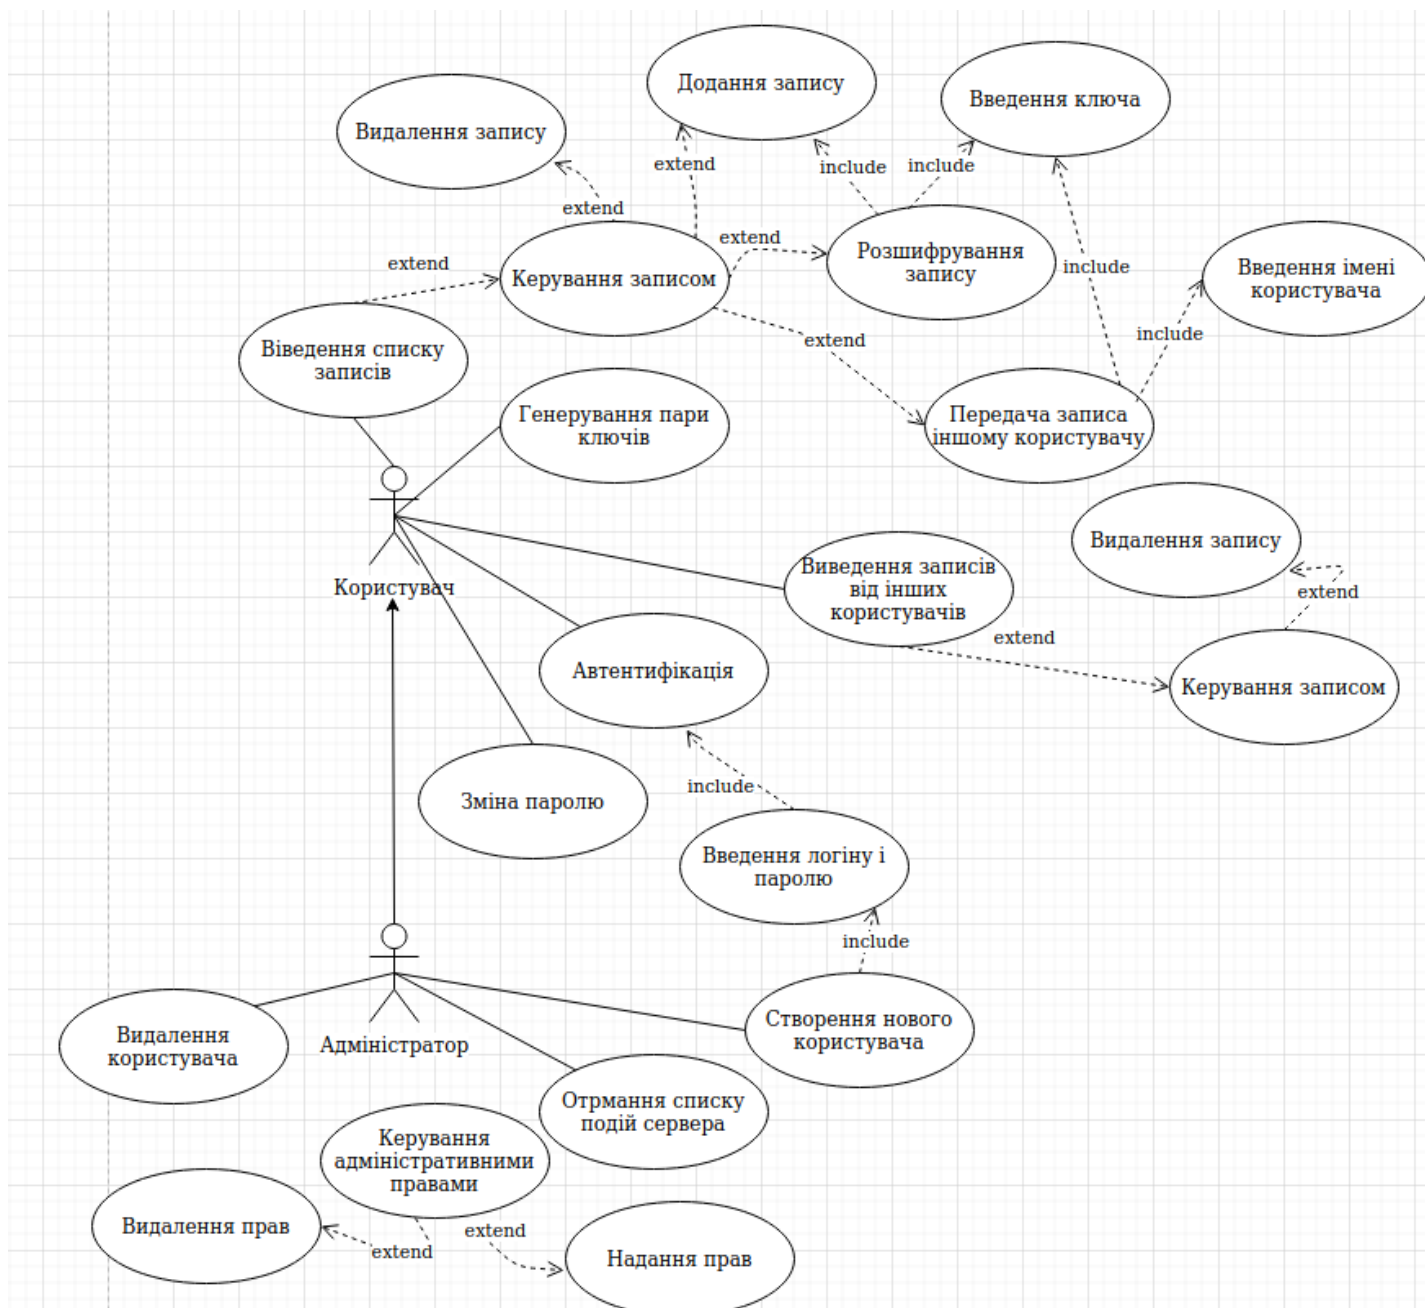 Додання запису
Введення ключа
Видалення запису
extend
include
include
extend
extend
Розшифрування
запису
extend
Керування записом
include
Введення імені
користувача
extend
include
Віведення списку
записів
Генерування пари
ключів
Передача записа
іншому користувачу
Видалення запису
Користувач
Виведення записів
від інших
користувачів
extend
extend
Автентифікація
Керування записом
include
Зміна паролю
Введення логіну і
паролю
include
Створення нового
користувача
Видалення
користувача
Адміністратор
Отрмання списку
подій сервера
Керування
адміністративними
правами
Видалення прав
extend
extend
Надання прав